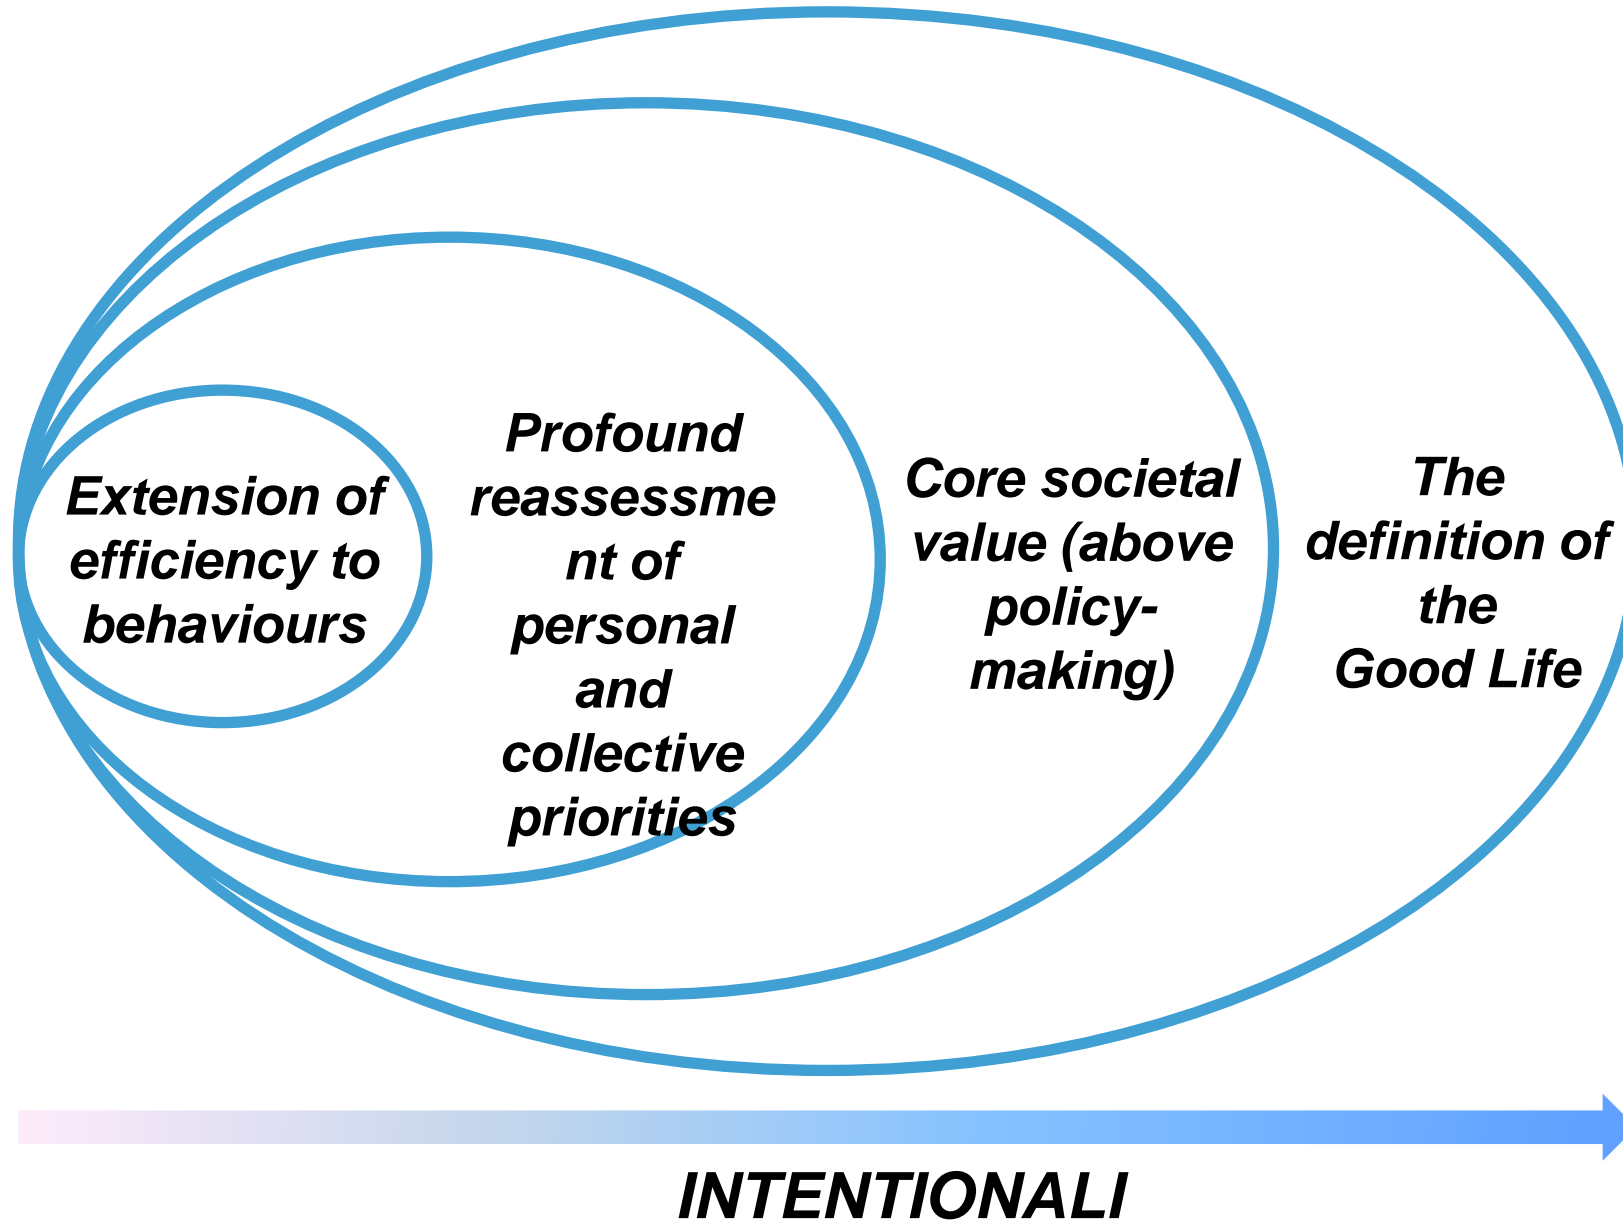 Extension of
efficiency to
behaviours
Profound
reassessme
nt of
personal
and
collective
priorities
Core societal
value (above
policy-
making)
The
definition of
the
Good Life
INTENTIONALI